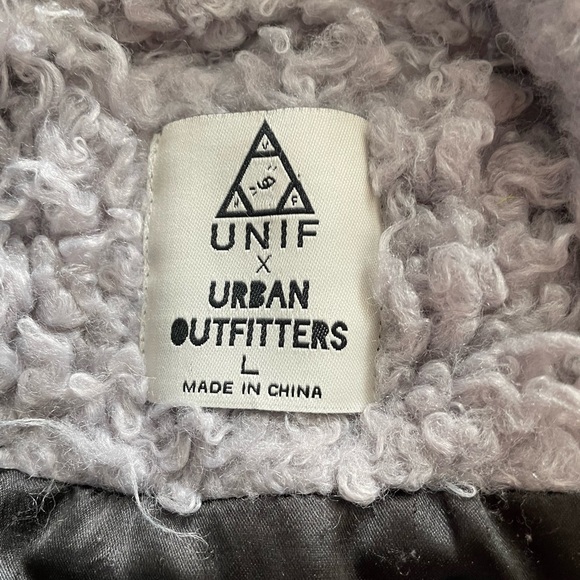 UNIF
X
URBAN
OUTFITTERS
L
MADE IN CHINA